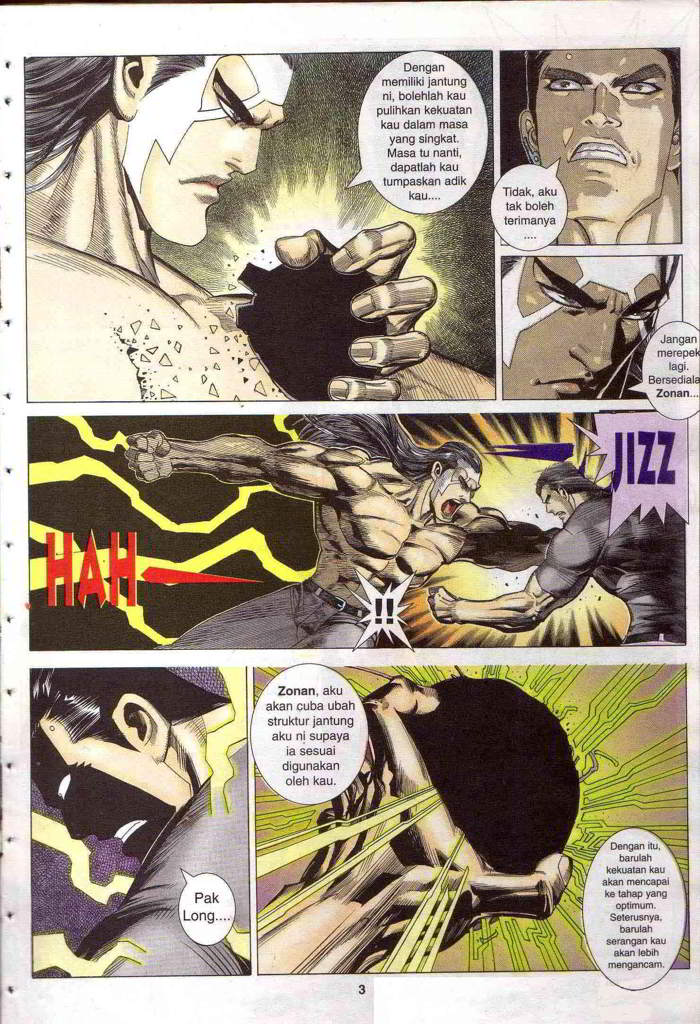 Dengan
memiliki jantung
ni, bolehlah kau
pulihkan kekuatan
kau dalam masa
yang singkat.
Masa tu nanti,
dapatlah kau
tumpaskan adik
kau....
Tidak, aku
tak boleh
terimanya
....
Jangan
merepek
lagi.
Bersedialah
Zonan...
HAH
!!
JIZZ
Pak
Long....
Zonan, aku
akan cuba ubah
struktur jantung
aku ni supaya
ia sesuai
digunakan
oleh kau.
Dengan itu,
barulah
kekuatan kau
akan mencapai
ke tahap yang
optimum.
Seterusnya,
barulah
serangan kau
akan lebih
mengancam.
3